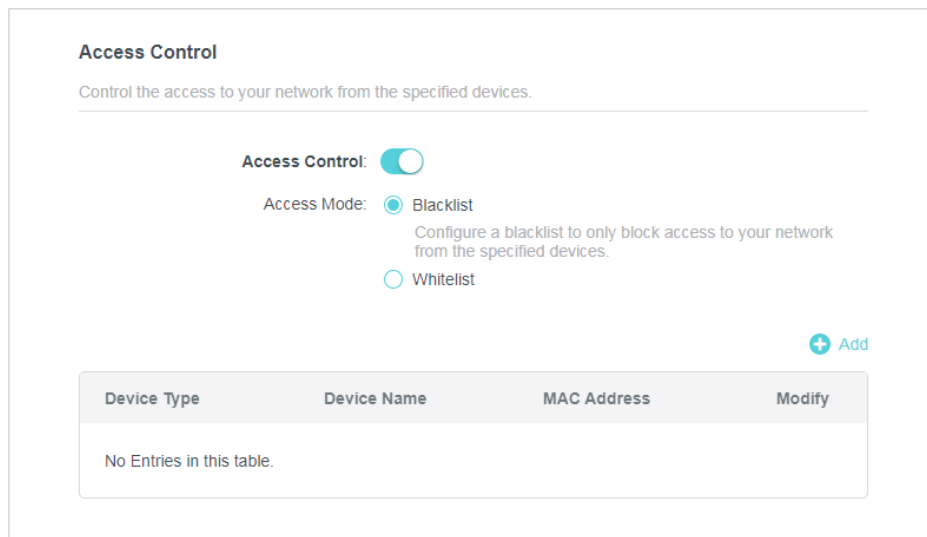 Access Control
Control the access to your network from the specified devices.
Access Control:
Access Mode: Blacklist
Configure a blacklist to only block access to your network
from the specified devices.
Whitelist
Add
Device Type Device Name MAC Address Modify
No Entries in this table.